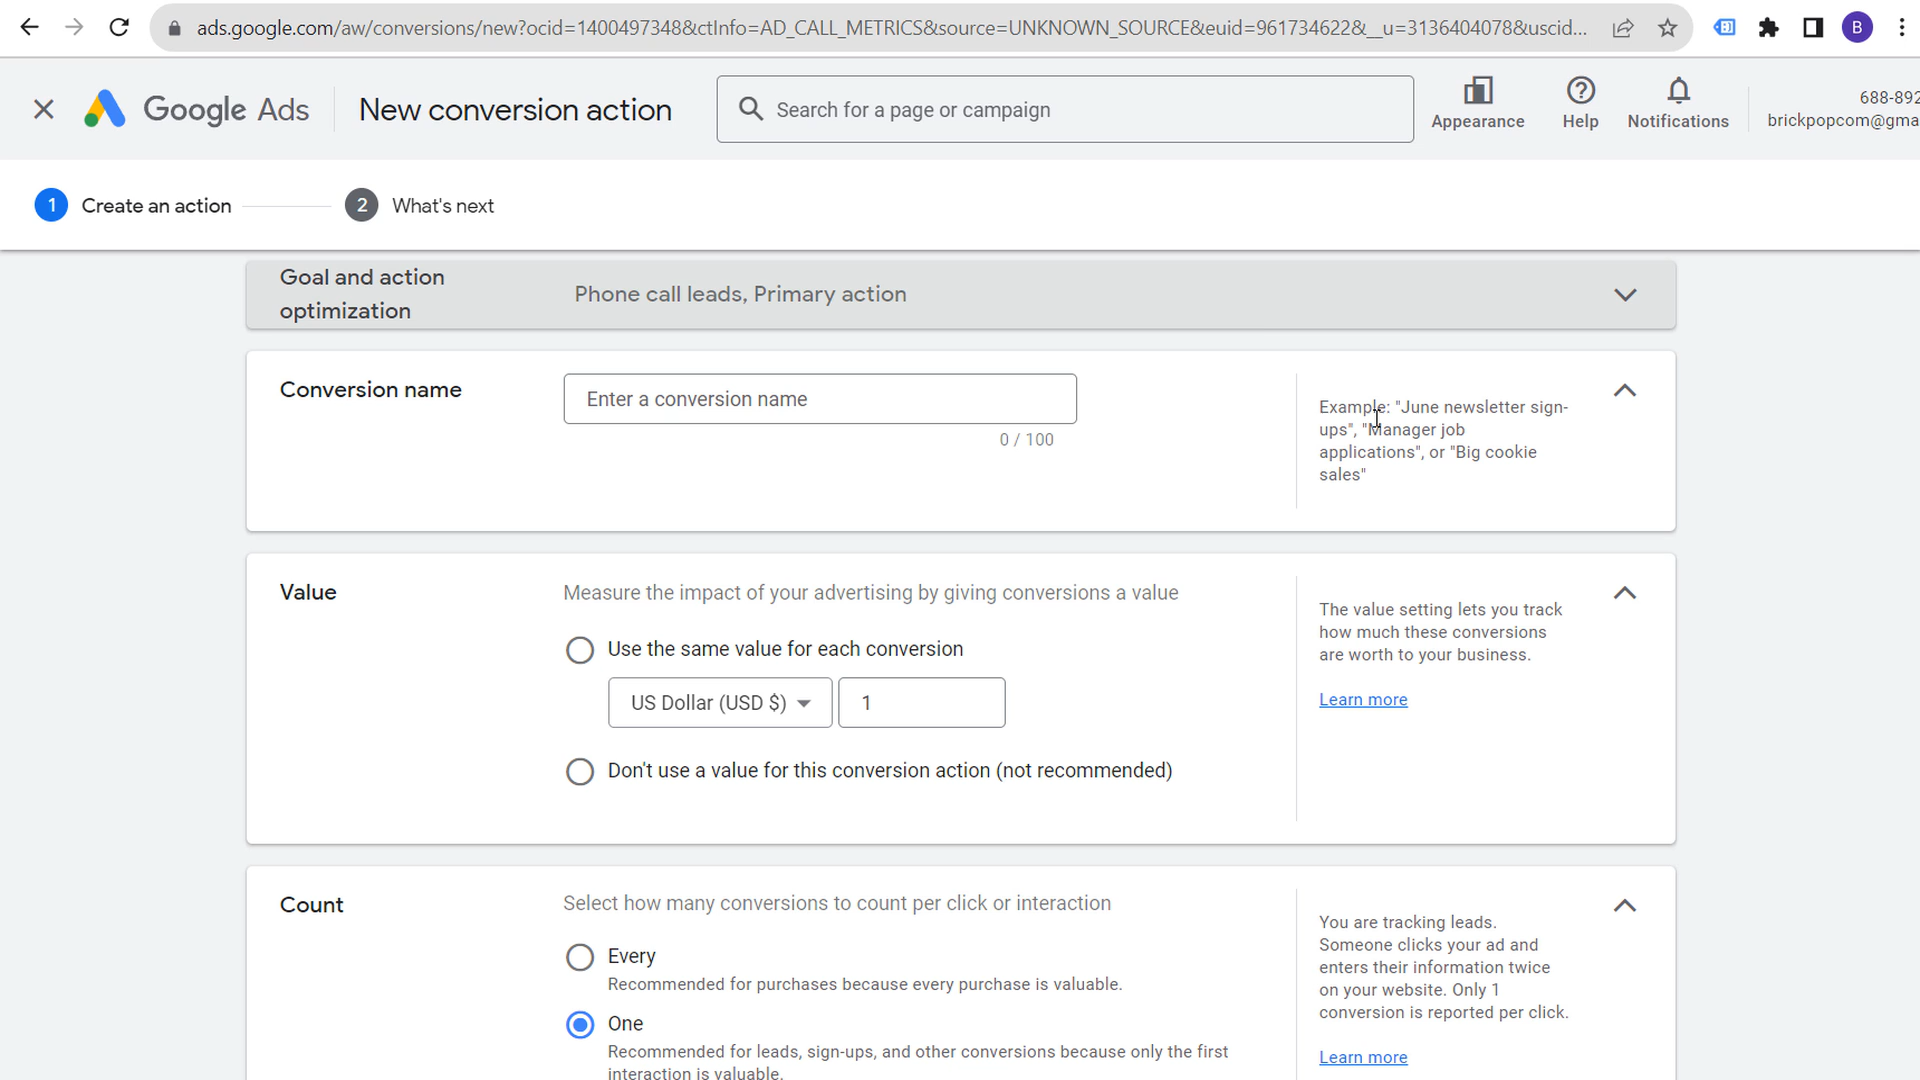 ads.google.com/aw/conversions/new?ocid=1400497348&ctInfo=AD_CALL_METRICS&source=UNKNOWN_SOURCE&euid=961734622&__u=3136404078&uscid...
B
Google Ads
New conversion action
Search for a page or campaign
Appearance
Help
Notifications
688-892
brickpopcom@gma
1 Create an action
2 What's next
Goal and action
optimization
Phone call leads, Primary action
Conversion name
Enter a conversion name
0 / 100
Example: "June newsletter sign-
ups", "Manager job
applications", or "Big cookie
sales"
Value
Measure the impact of your advertising by giving conversions a value
Use the same value for each conversion
US Dollar (USD $)
1
Don't use a value for this conversion action (not recommended)
The value setting lets you track
how much these conversions
are worth to your business.
Learn more
Count
Select how many conversions to count per click or interaction
Every
Recommended for purchases because every purchase is valuable.
One
Recommended for leads, sign-ups, and other conversions because only the first
interaction is valuable.
You are tracking leads.
Someone clicks your ad and
enters their information twice
on your website. Only 1
conversion is reported per click.
Learn more